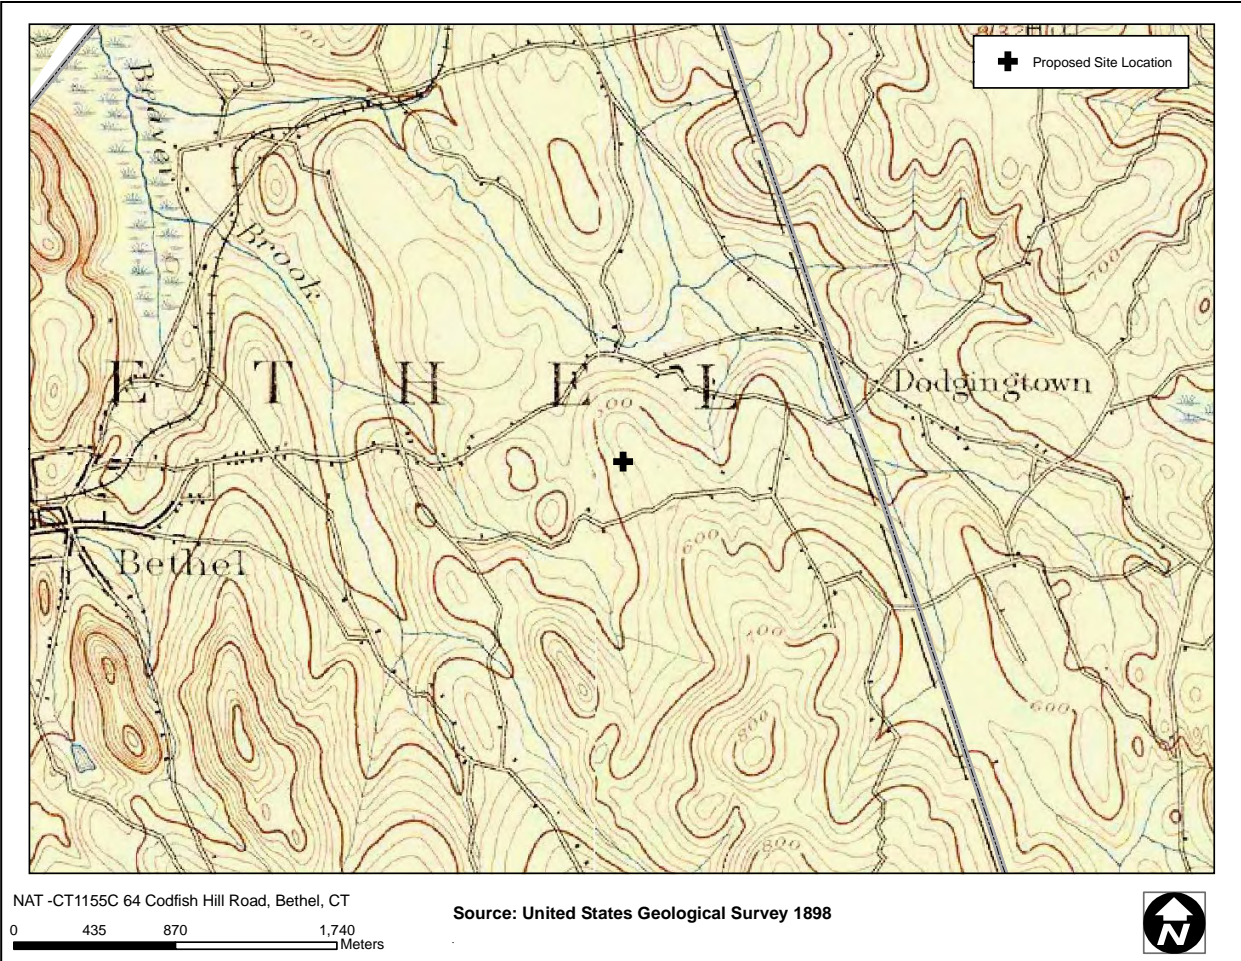 Proposed Site Location
Beaver
Brook
700
E T H E L
Dodgingtown
700
Bethel
600
700
600
800
800
NAT -CT1155C 64 Codfish Hill Road, Bethel, CT
Source: United States Geological Survey 1898
0 435 870 1,740
Meters
N